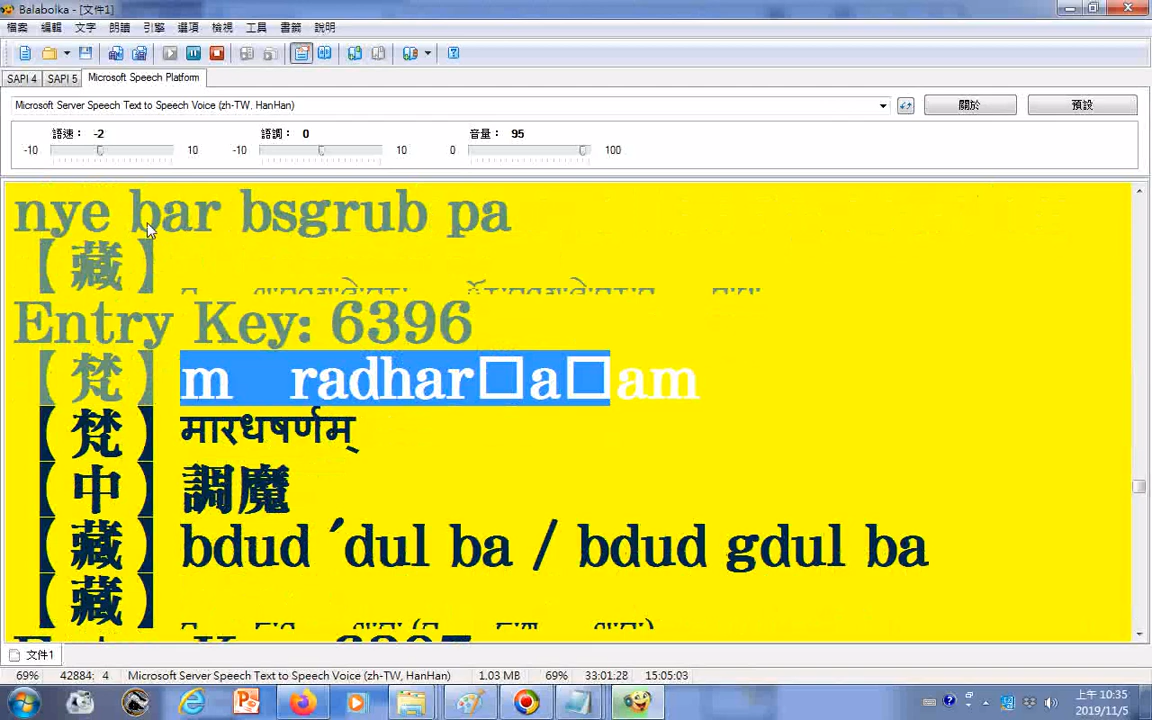 Balabolka - [文件1]
檔案 編輯 文字 朗讀 引擎 選項 檢視 工具 書籤 說明
SAPI 4 SAPI 5 Microsoft Speech Platform
Microsoft Server Speech Text to Speech Voice (zh-TW, HanHan) 關於 預設
語速： -2 語調： 0 音量： 95
-10 10 -10 10 0 100
nye bar bsgrub pa
【藏】
Entry Key: 6396
【梵】 m radhar□a□am
【梵】 मारधषर्णम्
【中】 調魔
【藏】 bdud ´dul ba / bdud gdul ba
【藏】
Entry Key: 6397
文件1
69% 42884: 4 Microsoft Server Speech Text to Speech Voice (zh-TW, HanHan) 1.03 MB 69% 33:01:28 15:05:03
上午 10:35
2019/11/5